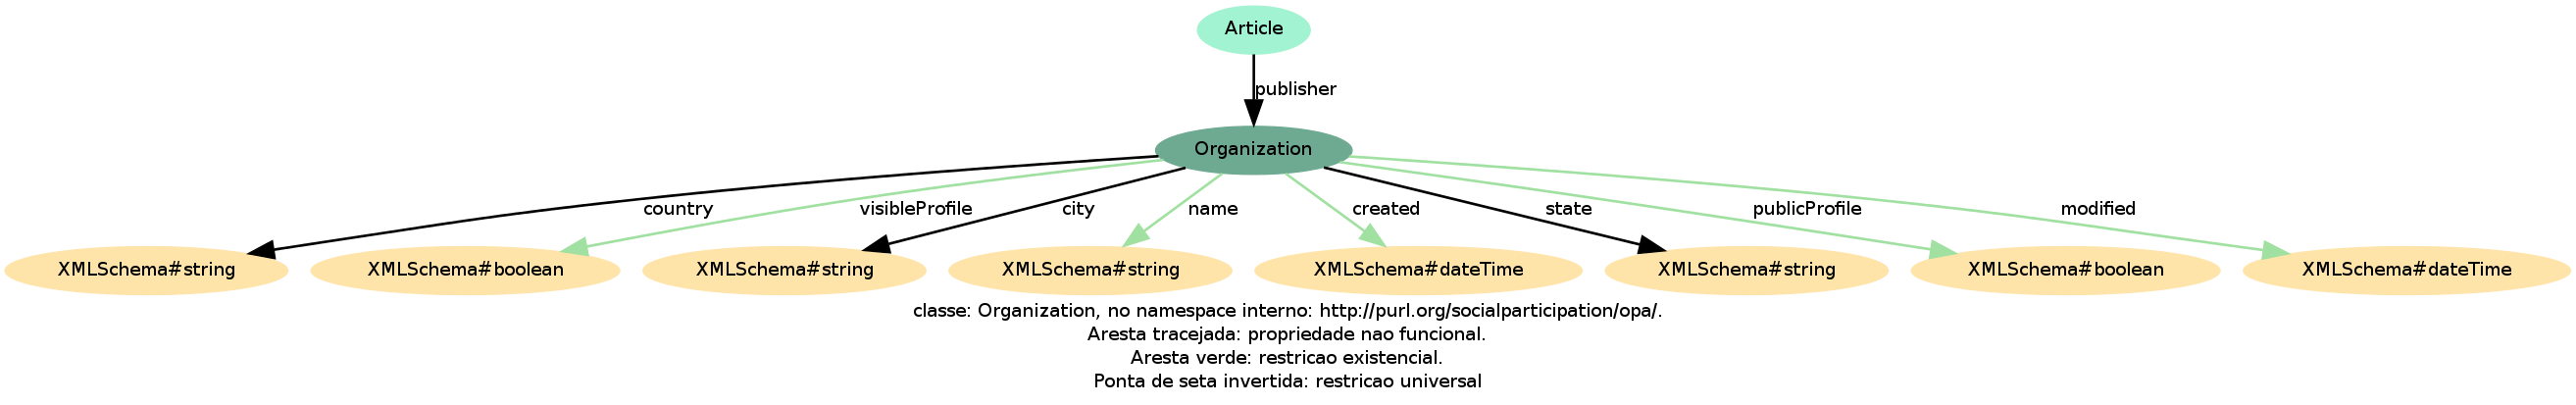 Article
publisher
Organization
country
visibleProfile
city
name
created
state
publicProfile
modified
XMLSchema#string
XMLSchema#boolean
XMLSchema#string
XMLSchema#string
XMLSchema#dateTime
XMLSchema#string
XMLSchema#boolean
XMLSchema#dateTime
classe: Organization, no namespace interno: http://purl.org/socialparticipation/opa/.
Aresta tracejada: propriedade nao funcional.
Aresta verde: restricao existencial.
Ponta de seta invertida: restricao universal